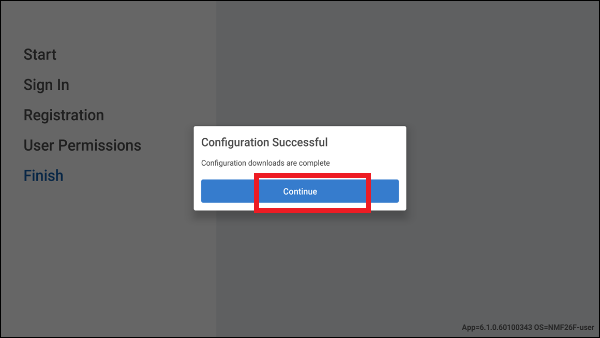 Start
Sign In
Registration
User Permissions
Finish
Configuration Successful
Configuration downloads are complete
Continue
App=6.1.0.60100343 OS=NMF26F-user